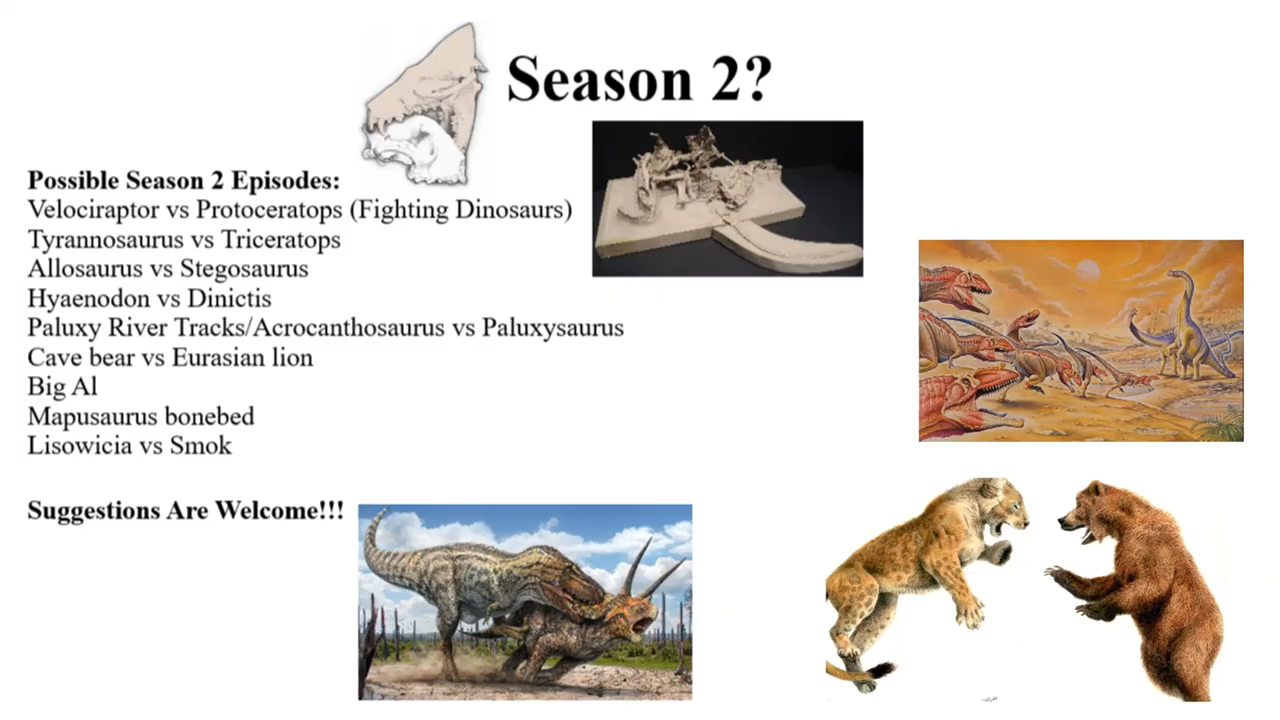 Season 2?
Possible Season 2 Episodes:
Velociraptor vs Protoceratops (Fighting Dinosaurs)
Tyrannosaurus vs Triceratops
Allosaurus vs Stegosaurus
Hyaenodon vs Dinictis
Paluxy River Tracks/Acrocanthosaurus vs Paluxysaurus
Cave bear vs Eurasian lion
Big Al
Mapusaurus bonebed
Lisowicia vs Smok
Suggestions Are Welcome!!!